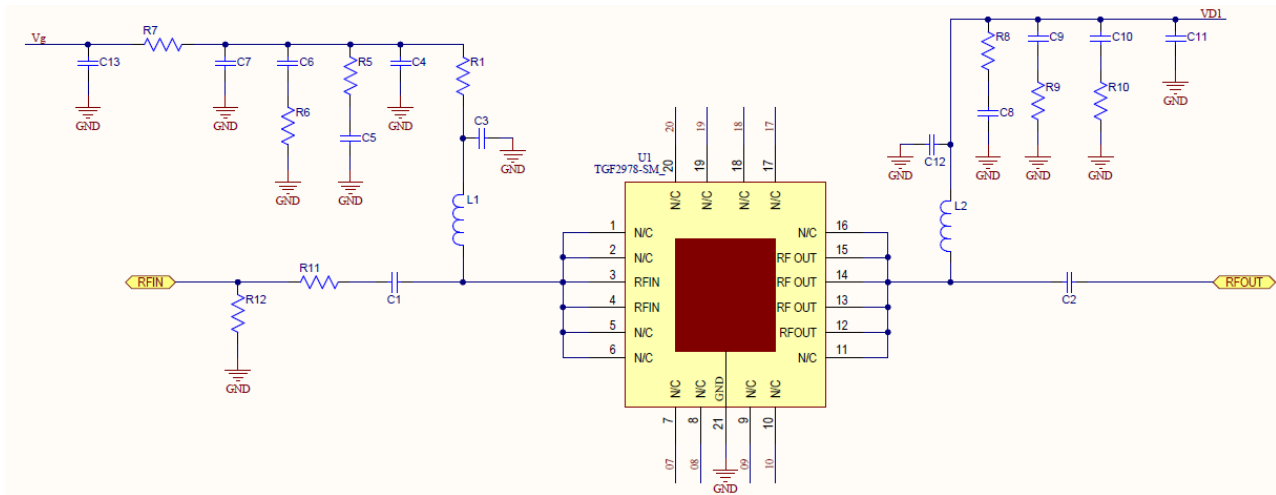 Vg
R7
C13
C7
C6
R5
C4
R1
R6
C5
C3
GND
GND
GND
GND
GND
GND
GND
L1
VD1
R8
C9
C10
C11
C8
R9
R10
C12
GND
GND
GND
GND
GND
L2
U1
TGF2978-SM_
20
19
18
17
20
19
18
17
N/C
N/C
N/C
N/C
1
N/C
2
N/C
3
RFIN
4
RFIN
5
N/C
6
N/C
16
N/C
15
RF OUT
14
RF OUT
13
RF OUT
12
RFOUT
11
N/C
N/C
N/C
GND
N/C
N/C
7
8
21
9
10
07
08
09
10
GND
RFIN
R12
GND
R11
C1
C2
RFOUT